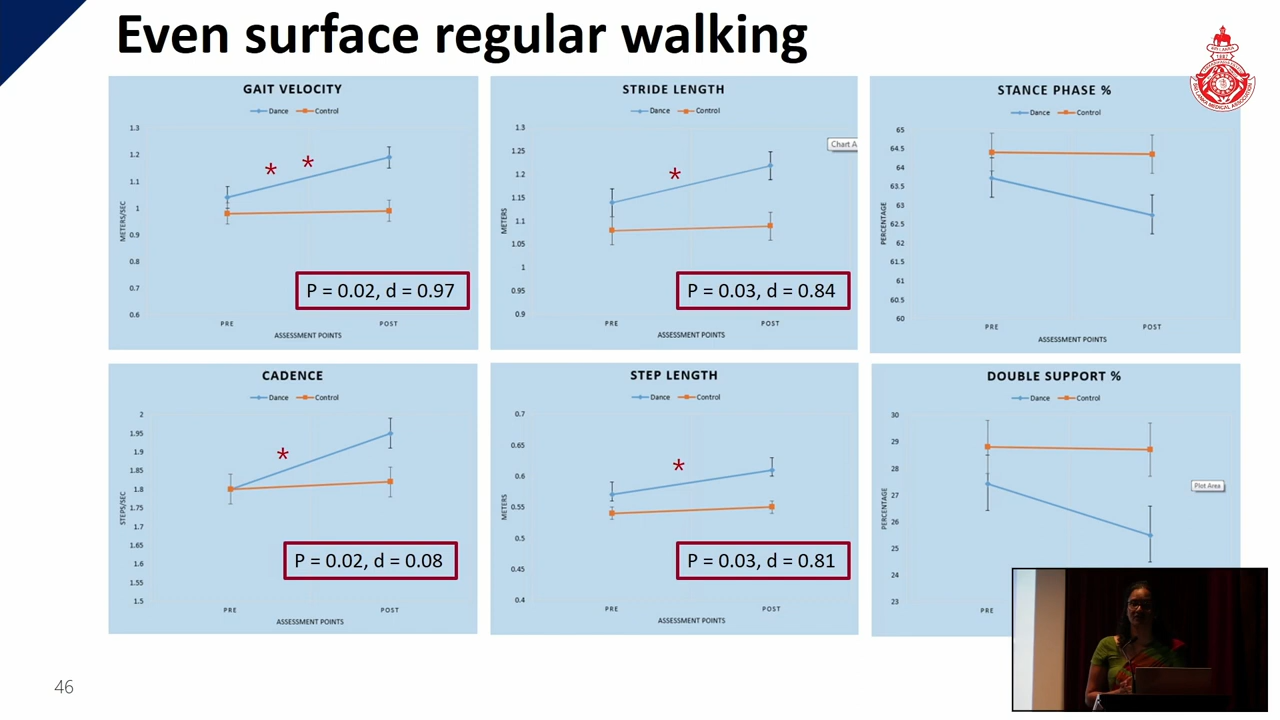 Even surface regular walking
GAIT VELOCITY
Dance Control
1.3
1.2
1.1
1
0.9
0.8
0.7
0.6
METERS/SEC
* *
P = 0.02, d = 0.97
PRE POST
ASSESSMENT POINTS
STRIDE LENGTH
Dance Control
Chart A
1.3
1.25
1.2
1.15
1.1
1.05
1
0.95
0.9
METERS
*
P = 0.03, d = 0.84
PRE POST
ASSESSMENT POINTS
STANCE PHASE %
Dance Control
65
64.5
64
63.5
63
62.5
62
61.5
61
60.5
60
PERCENTAGE
PRE POST
ASSESSMENT POINTS
CADENCE
Dance Control
2
1.95
1.9
1.85
1.8
1.75
1.7
1.65
1.6
1.55
1.5
STEPS/SEC
*
P = 0.02, d = 0.08
PRE POST
ASSESSMENT POINTS
STEP LENGTH
Dance Control
0.7
0.65
0.6
0.55
0.5
0.45
0.4
METERS
*
P = 0.03, d = 0.81
PRE POST
ASSESSMENT POINTS
DOUBLE SUPPORT %
Dance Control
30
29
28
27
26
25
24
23
PERCENTAGE
Plot Area
PRE
46